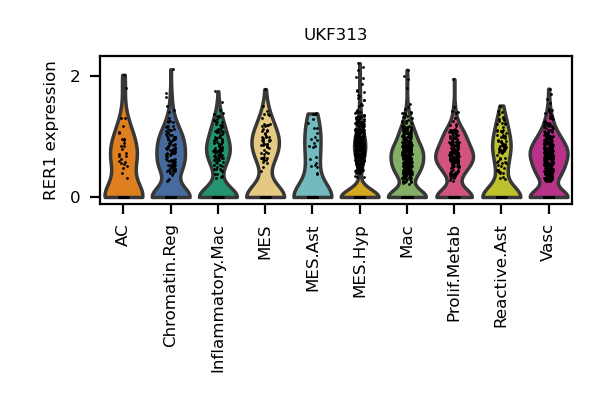 UKF313
RER1 expression
2
0
AC
Chromatin.Reg
Inflammatory.Mac
MES
MES.Ast
MES.Hyp
Mac
Prolif.Metab
Reactive.Ast
Vasc